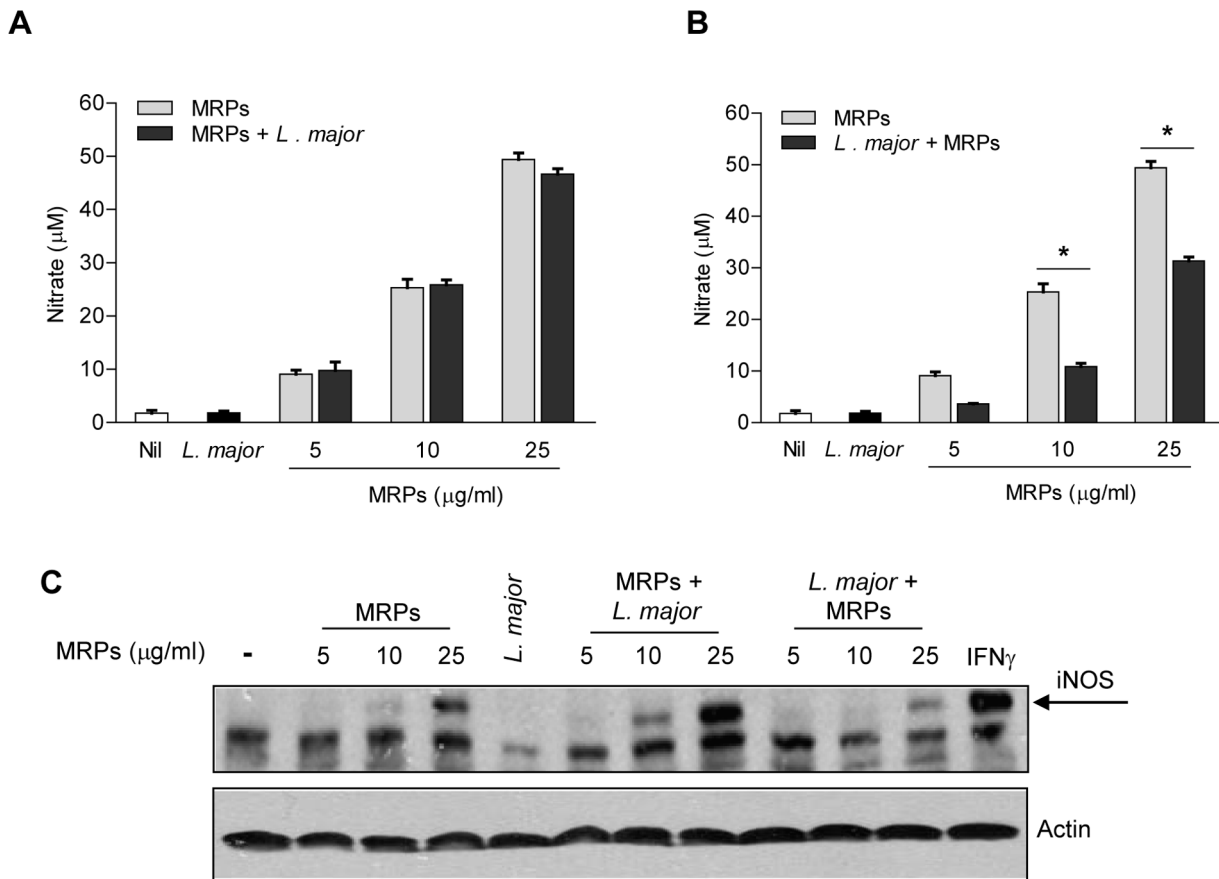 A
60
50
40
30
20
10
0
Nitrate (μM)
MRPs
MRPs + L . major
Nil L. major 5 10 25
MRPs (μg/ml)
B
60
50
40
30
20
10
0
Nitrate (μM)
MRPs
L . major + MRPs
*
*
Nil L. major 5 10 25
MRPs (μg/ml)
C
MRPs
L. major
MRPs +
L. major
L. major +
MRPs
MRPs (μg/ml) - 5 10 25 5 10 25 5 10 25 IFNγ
iNOS
Actin